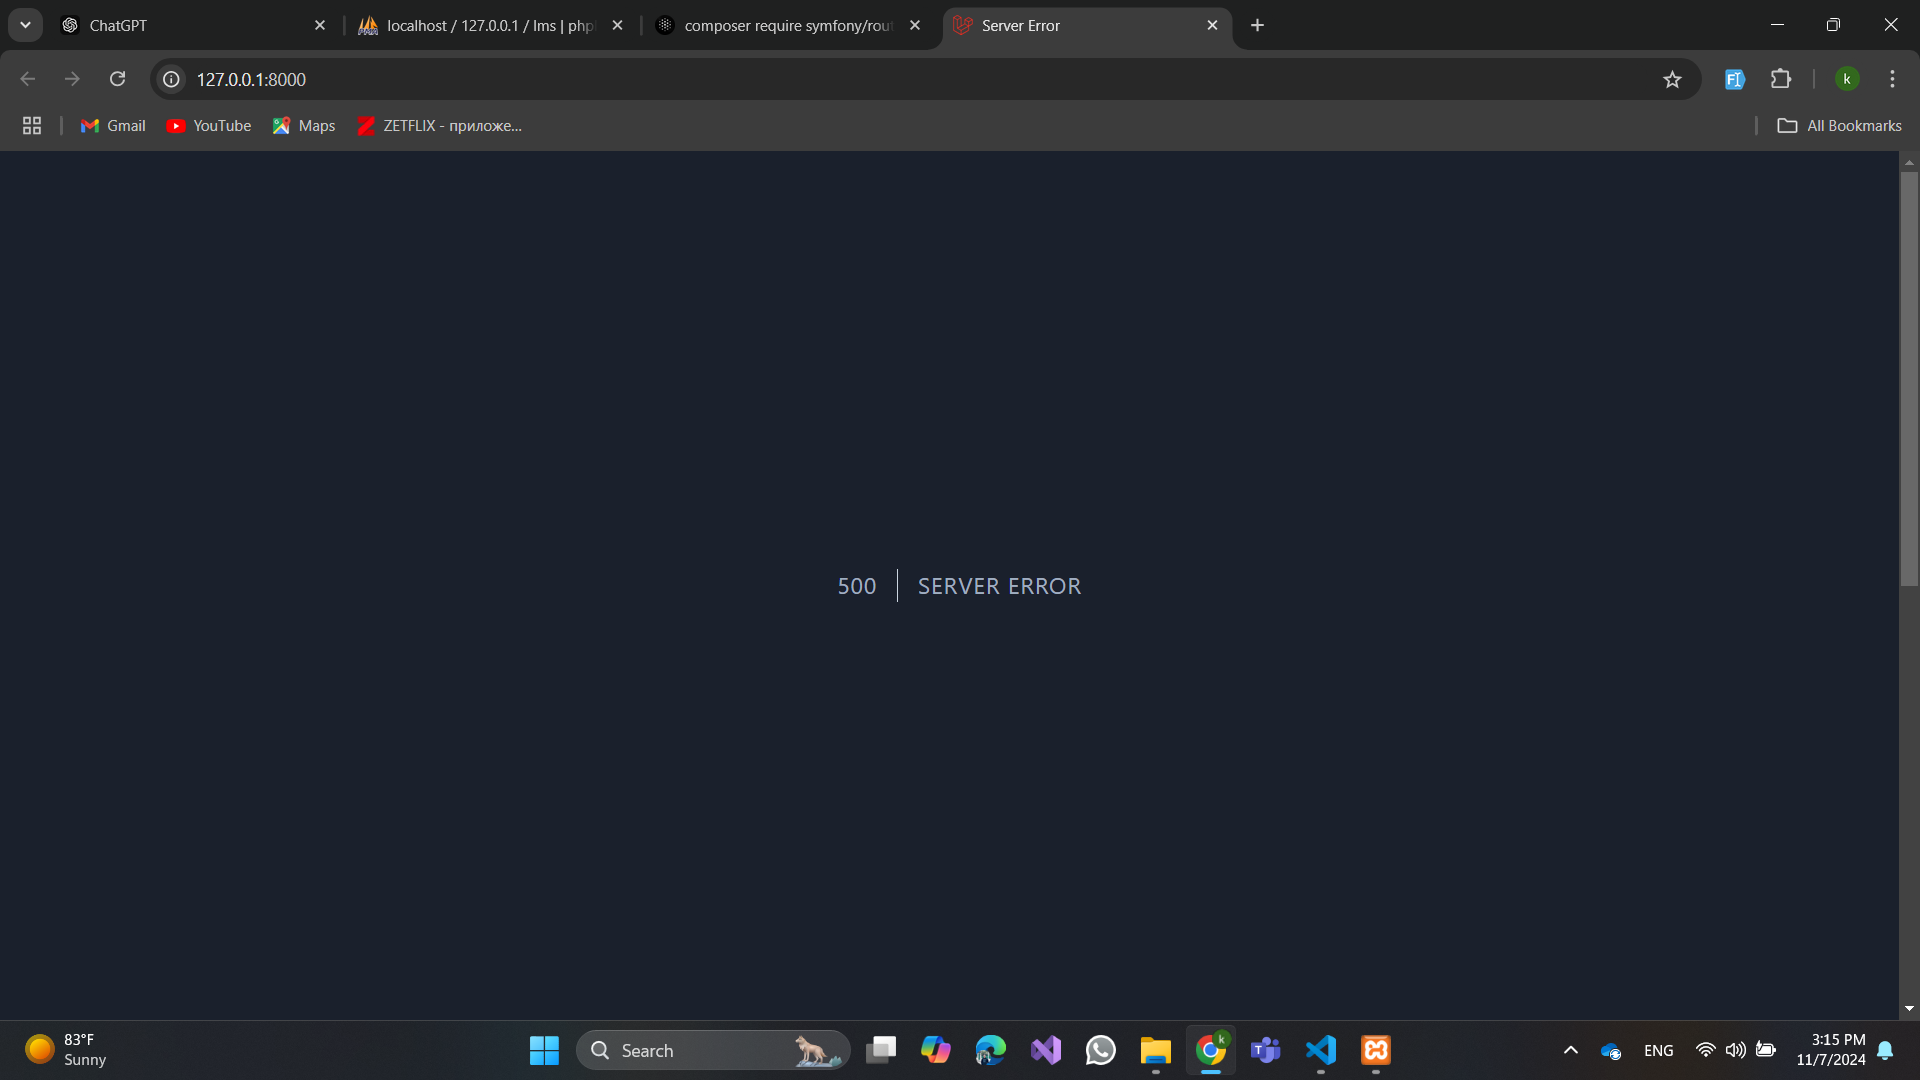 ChatGPT
localhost / 127.0.0.1 / lms | php
composer require symfony/rout
Server Error
127.0.0.1:8000
k
Gmail
YouTube
Maps
ZETFLIX - приложе...
All Bookmarks
500
SERVER ERROR
83°F
Sunny
Search
k
ENG
3:15 PM
11/7/2024